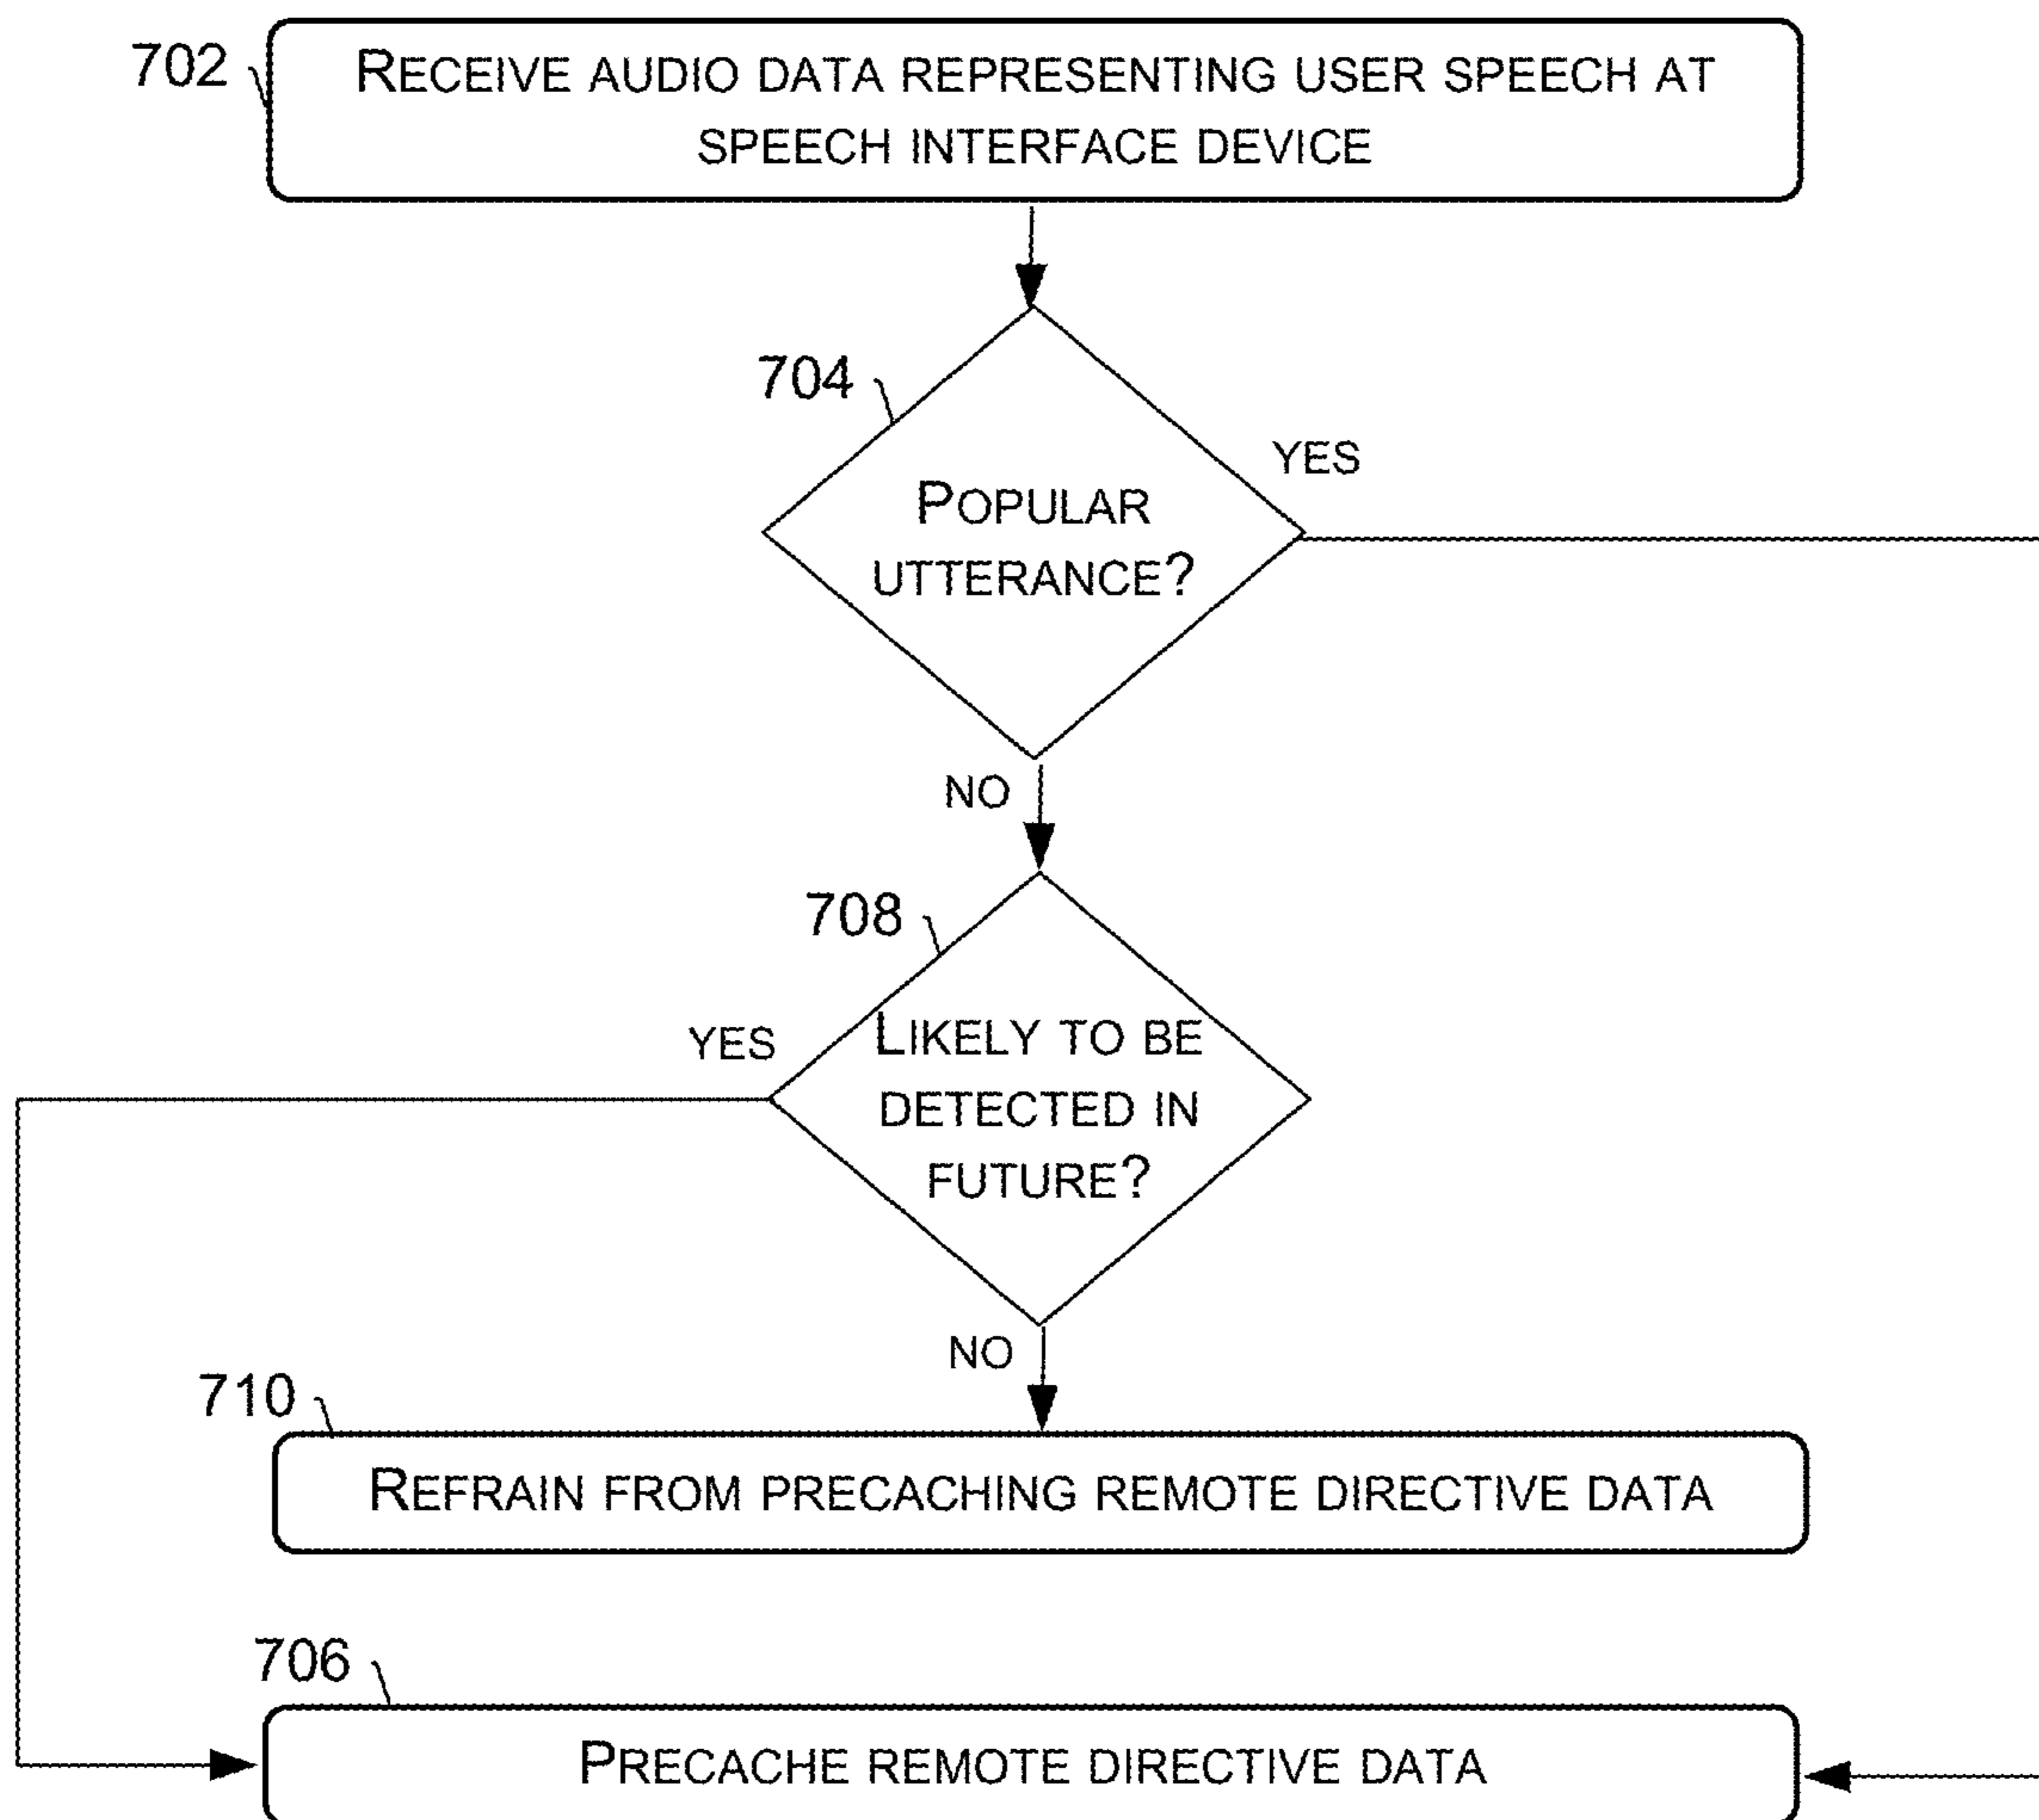 702
RECEIVE AUDIO DATA REPRESENTING USER SPEECH AT
SPEECH INTERFACE DEVICE
704
YES
POPULAR
UTTERANCE?
NO
708
YES
LIKELY TO BE
DETECTED IN
FUTURE?
NO
710
REFRAIN FROM PRECACHING REMOTE DIRECTIVE DATA
706
PRECACHE REMOTE DIRECTIVE DATA